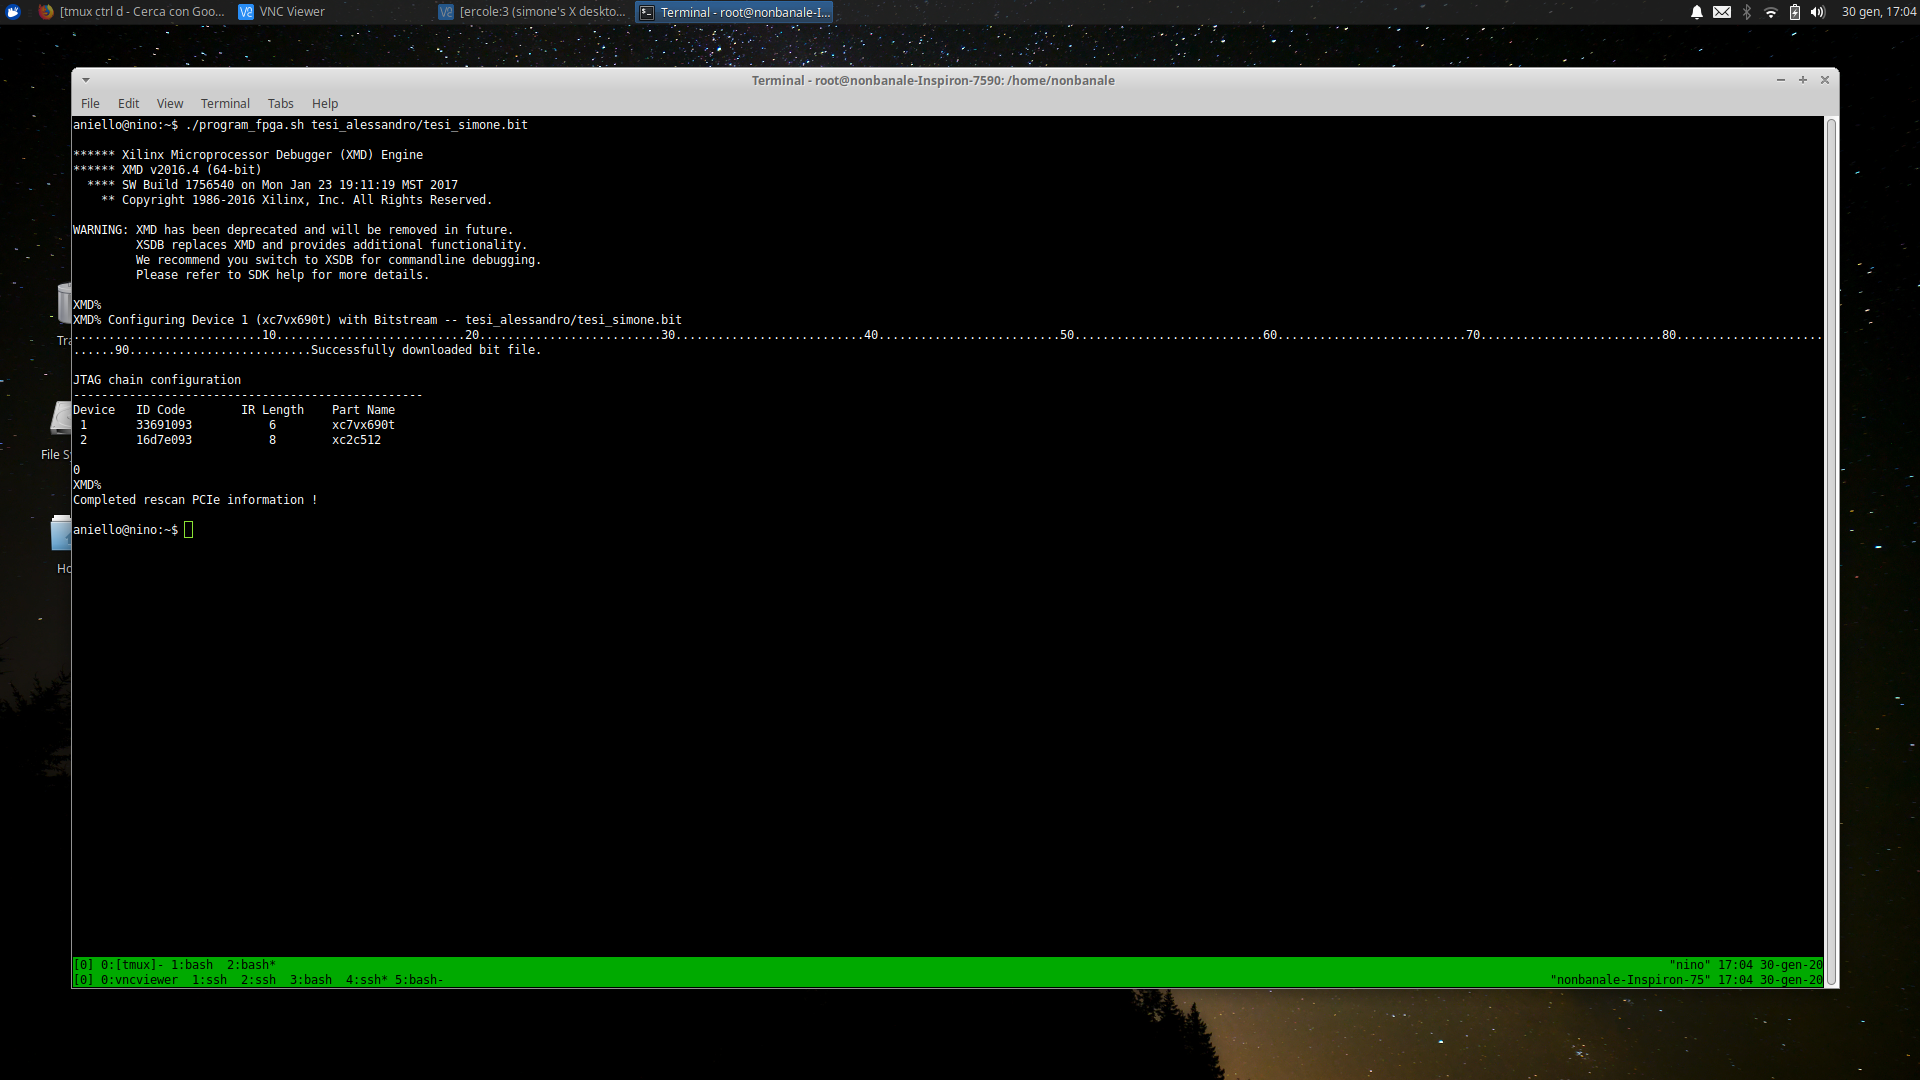 [tmux ctrl d - Cerca con Goo... VNC Viewer [ercole:3 (simone's X deskto... Terminal - root@nonbanale-I... 30 gen, 17:04
Terminal - root@nonbanale-Inspiron-7590: /home/nonbanale
File Edit View Terminal Tabs Help
aniello@nino:~$ ./program_fpga.sh tesi_alessandro/tesi_simone.bit
****** Xilinx Microprocessor Debugger (XMD) Engine
****** XMD v2016.4 (64-bit)
**** SW Build 1756540 on Mon Jan 23 19:11:19 MST 2017
** Copyright 1986-2016 Xilinx, Inc. All Rights Reserved.
WARNING: XMD has been deprecated and will be removed in future.
XSDB replaces XMD and provides additional functionality.
We recommend you switch to XSDB for commandline debugging.
Please refer to SDK help for more details.
XMD%
XMD% Configuring Device 1 (xc7vx690t) with Bitstream -- tesi_alessandro/tesi_simone.bit
...........................10...........................20..........................30...........................40..........................50...........................60...........................70..........................80.....................
......90..........................Successfully downloaded bit file.
JTAG chain configuration
--------------------------------------------------
Device ID Code IR Length Part Name
1 33691093 6 xc7vx690t
2 16d7e093 8 xc2c512
0
XMD%
Completed rescan PCIe information !
aniello@nino:~$
Tra
File S
Ho
[0] 0:[tmux]- 1:bash 2:bash* "nino" 17:04 30-gen-20
[0] 0:vncviewer 1:ssh 2:ssh 3:bash 4:ssh* 5:bash- "nonbanale-Inspiron-75" 17:04 30-gen-20